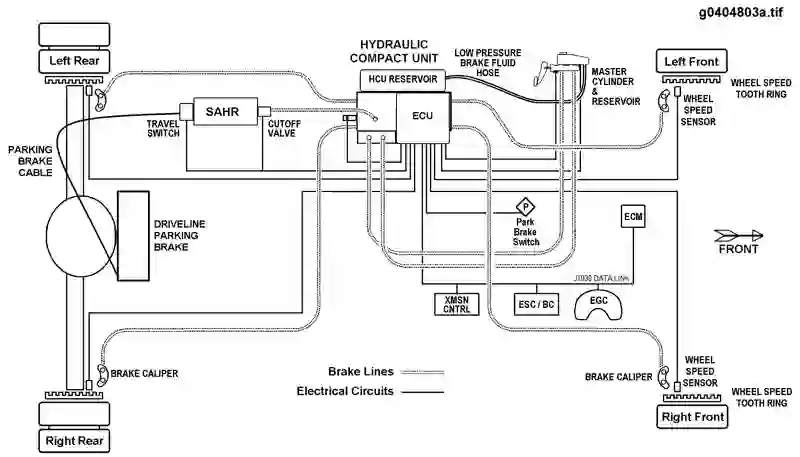 g0404803a.tif
Left Rear
HYDRAULIC
COMPACT UNIT
HCU RESERVOIR
LOW PRESSURE
BRAKE FLUID
HOSE
MASTER
CYLINDER
&
RESERVOIR
Left Front
WHEEL SPEED
TOOTH RING
WHEEL
SPEED
SENSOR
SAHR
ECU
TRAVEL
SWITCH
CUTOFF
VALVE
PARKING
BRAKE
CABLE
DRIVELINE
PARKING
BRAKE
P
Park
Brake
Switch
ECM
FRONT
J1939 DATA LINK
XMSN
CNTRL
ESC / BC
EGC
BRAKE CALIPER
Brake Lines
Electrical Circuits
BRAKE CALIPER
WHEEL
SPEED
SENSOR
WHEEL SPEED
TOOTH RING
Right Rear
Right Front